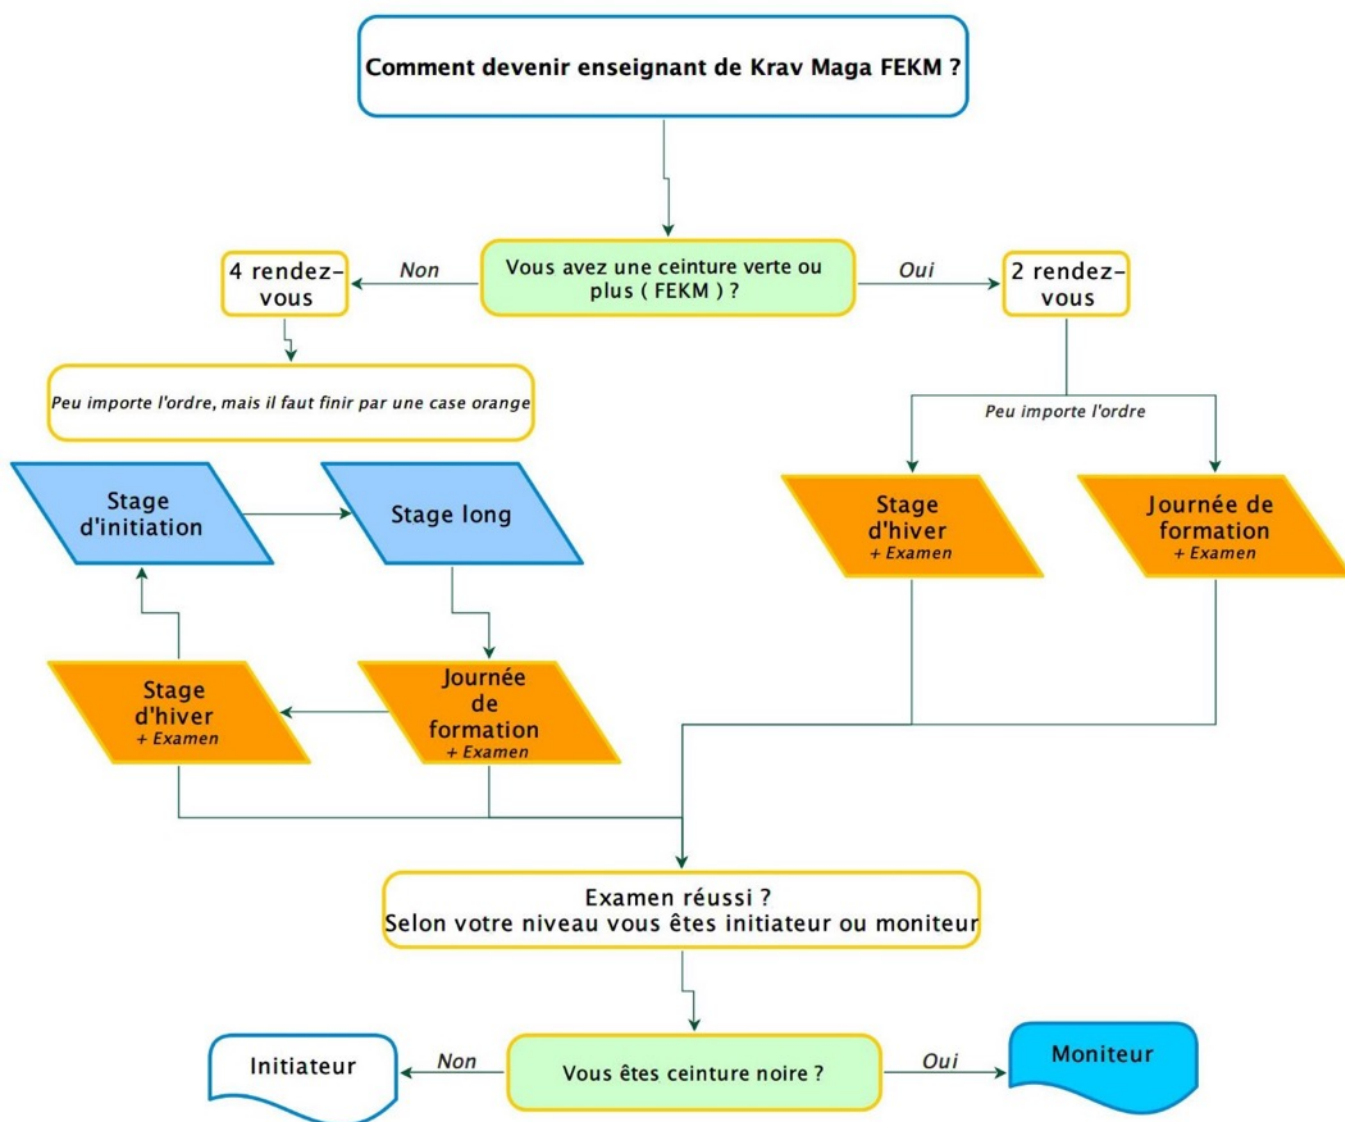 Comment devenir enseignant de Krav Maga FEKM ?
4 rendez-
vous
Non
Vous avez une ceinture verte ou
plus ( FEKM ) ?
Oui
2 rendez-
vous
Peu importe l'ordre, mais il faut finir par une case orange
Peu importe l'ordre
Stage
d'initiation
Stage long
Stage
d'hiver
+ Examen
Journée de
formation
+ Examen
Stage
d'hiver
+ Examen
Journée
de
formation
+ Examen
Examen réussi ?
Selon votre niveau vous êtes initiateur ou moniteur
Initiateur
Non
Vous êtes ceinture noire ?
Oui
Moniteur